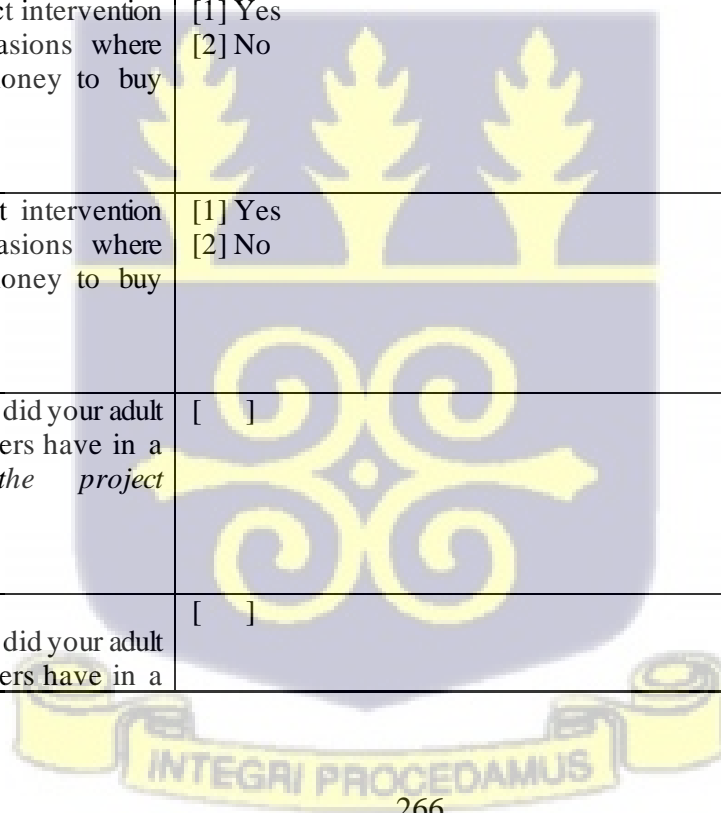 ct intervention [1] Yes
asions where [2] No
oney to buy
t intervention [1] Yes
asions where [2] No
oney to buy
did your adult [ ]
ers have in a
the project
[ ]
did your adult
ers have in a
INTEGRI PROCEDAMUS
266